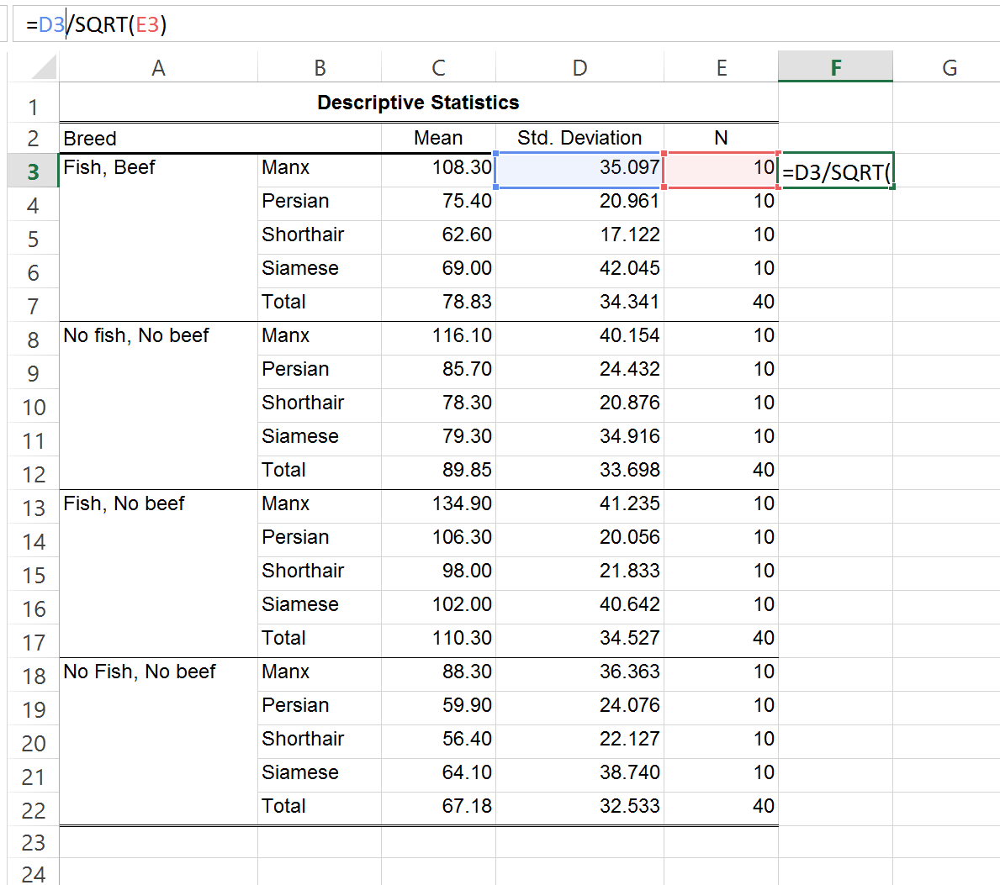 =D3/SQRT(E3)
A B C D E F G
1 Descriptive Statistics
2 Breed Mean Std. Deviation N
3 Fish, Beef Manx 108.30 35.097 10 =D3/SQRT(
4 Persian 75.40 20.961 10
5 Shorthair 62.60 17.122 10
6 Siamese 69.00 42.045 10
7 Total 78.83 34.341 40
8 No fish, No beef Manx 116.10 40.154 10
9 Persian 85.70 24.432 10
10 Shorthair 78.30 20.876 10
11 Siamese 79.30 34.916 10
12 Total 89.85 33.698 40
13 Fish, No beef Manx 134.90 41.235 10
14 Persian 106.30 20.056 10
15 Shorthair 98.00 21.833 10
16 Siamese 102.00 40.642 10
17 Total 110.30 34.527 40
18 No Fish, No beef Manx 88.30 36.363 10
19 Persian 59.90 24.076 10
20 Shorthair 56.40 22.127 10
21 Siamese 64.10 38.740 10
22 Total 67.18 32.533 40
23
24